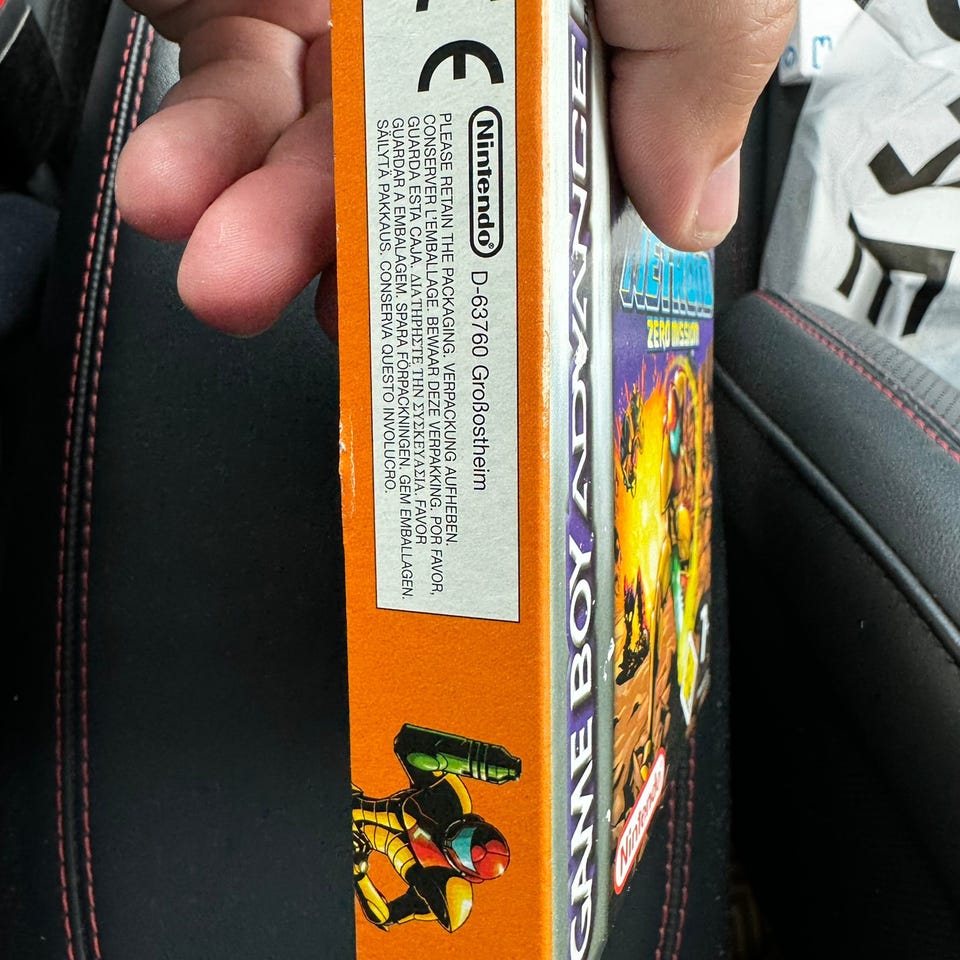 CE
Nintendo® D-63760 Großostheim
PLEASE RETAIN THE PACKAGING. VERPACKUNG AUFHEBEN.
CONSERVER L'EMBALLAGE. BEWAAR DEZE VERPAKKING. POR FAVOR,
GUARDA ESTA CAJA. ΔΙΑΤΗΡΗΣΤΕ ΤΗΝ ΣΥΣΚΕΥΑΣΙΑ. FAVOR
GUARDAR A EMBALAGEM. SPARA FÖRPACKNINGEN. GEM EMBALLAGEN.
SÄILYTÄ PAKKAUS. CONSERVA QUESTO INVOLUCRO.
GAME BOY ADVANCE
METROID
ZERO MISSION
Nintendo